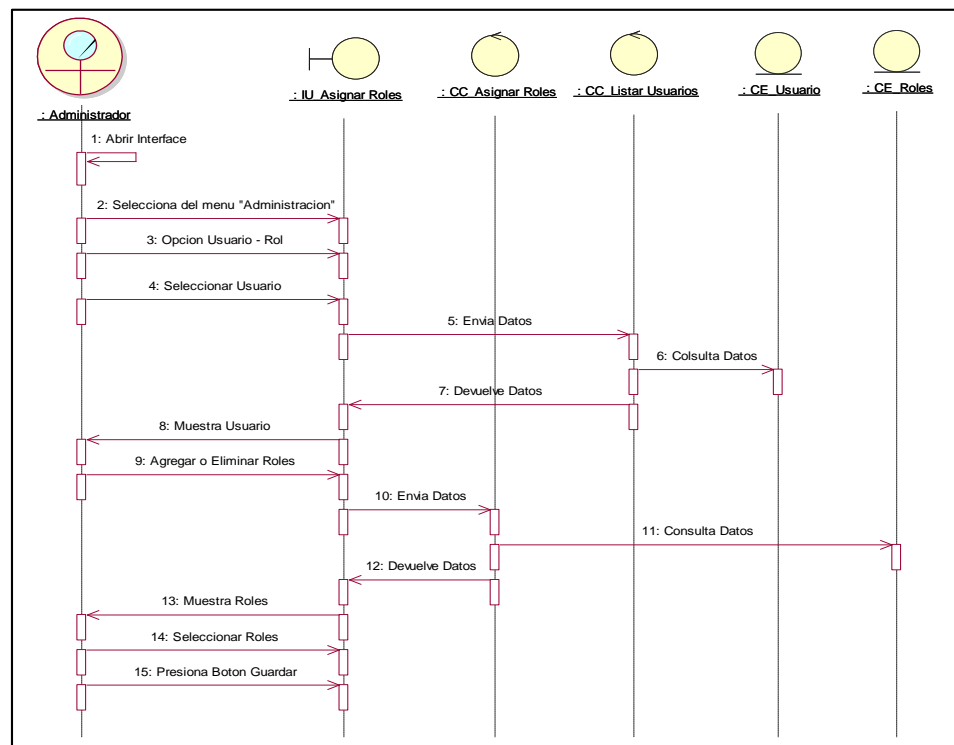 : Administrador
: IU_Asignar Roles
: CC_Asignar Roles
: CC_Listar Usuarios
: CE_Usuario
: CE_Roles
1: Abrir Interface
2: Selecciona del menu "Administracion"
3: Opcion Usuario - Rol
4: Seleccionar Usuario
5: Envia Datos
6: Colsulta Datos
7: Devuelve Datos
8: Muestra Usuario
9: Agregar o Eliminar Roles
10: Envia Datos
11: Consulta Datos
12: Devuelve Datos
13: Muestra Roles
14: Seleccionar Roles
15: Presiona Boton Guardar